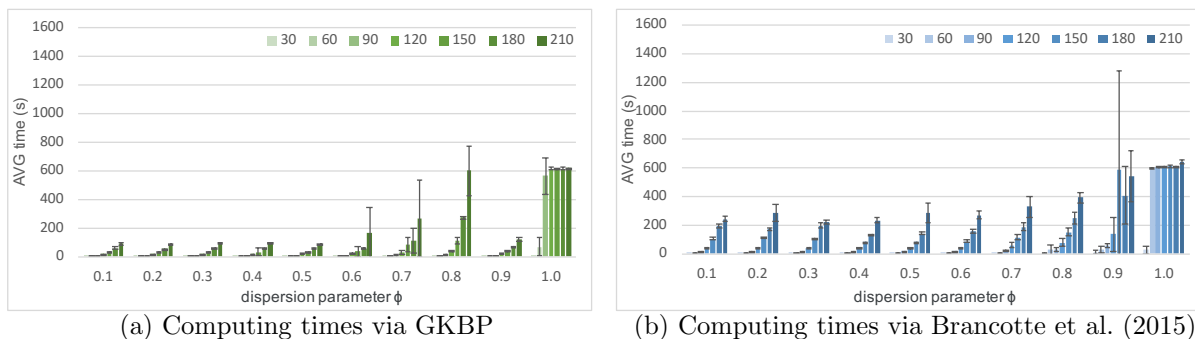 1600
1400
1200
1000
800
600
400
200
0
AVG time (s)
30 60 90 120 150 180 210
0.1 0.2 0.3 0.4 0.5 0.6 0.7 0.8 0.9 1.0
dispersion parameter ϕ
(a) Computing times via GKBP
1600
1400
1200
1000
800
600
400
200
0
AVG time (s)
30 60 90 120 150 180 210
0.1 0.2 0.3 0.4 0.5 0.6 0.7 0.8 0.9 1.0
dispersion parameter ϕ
(b) Computing times via Brancotte et al. (2015)